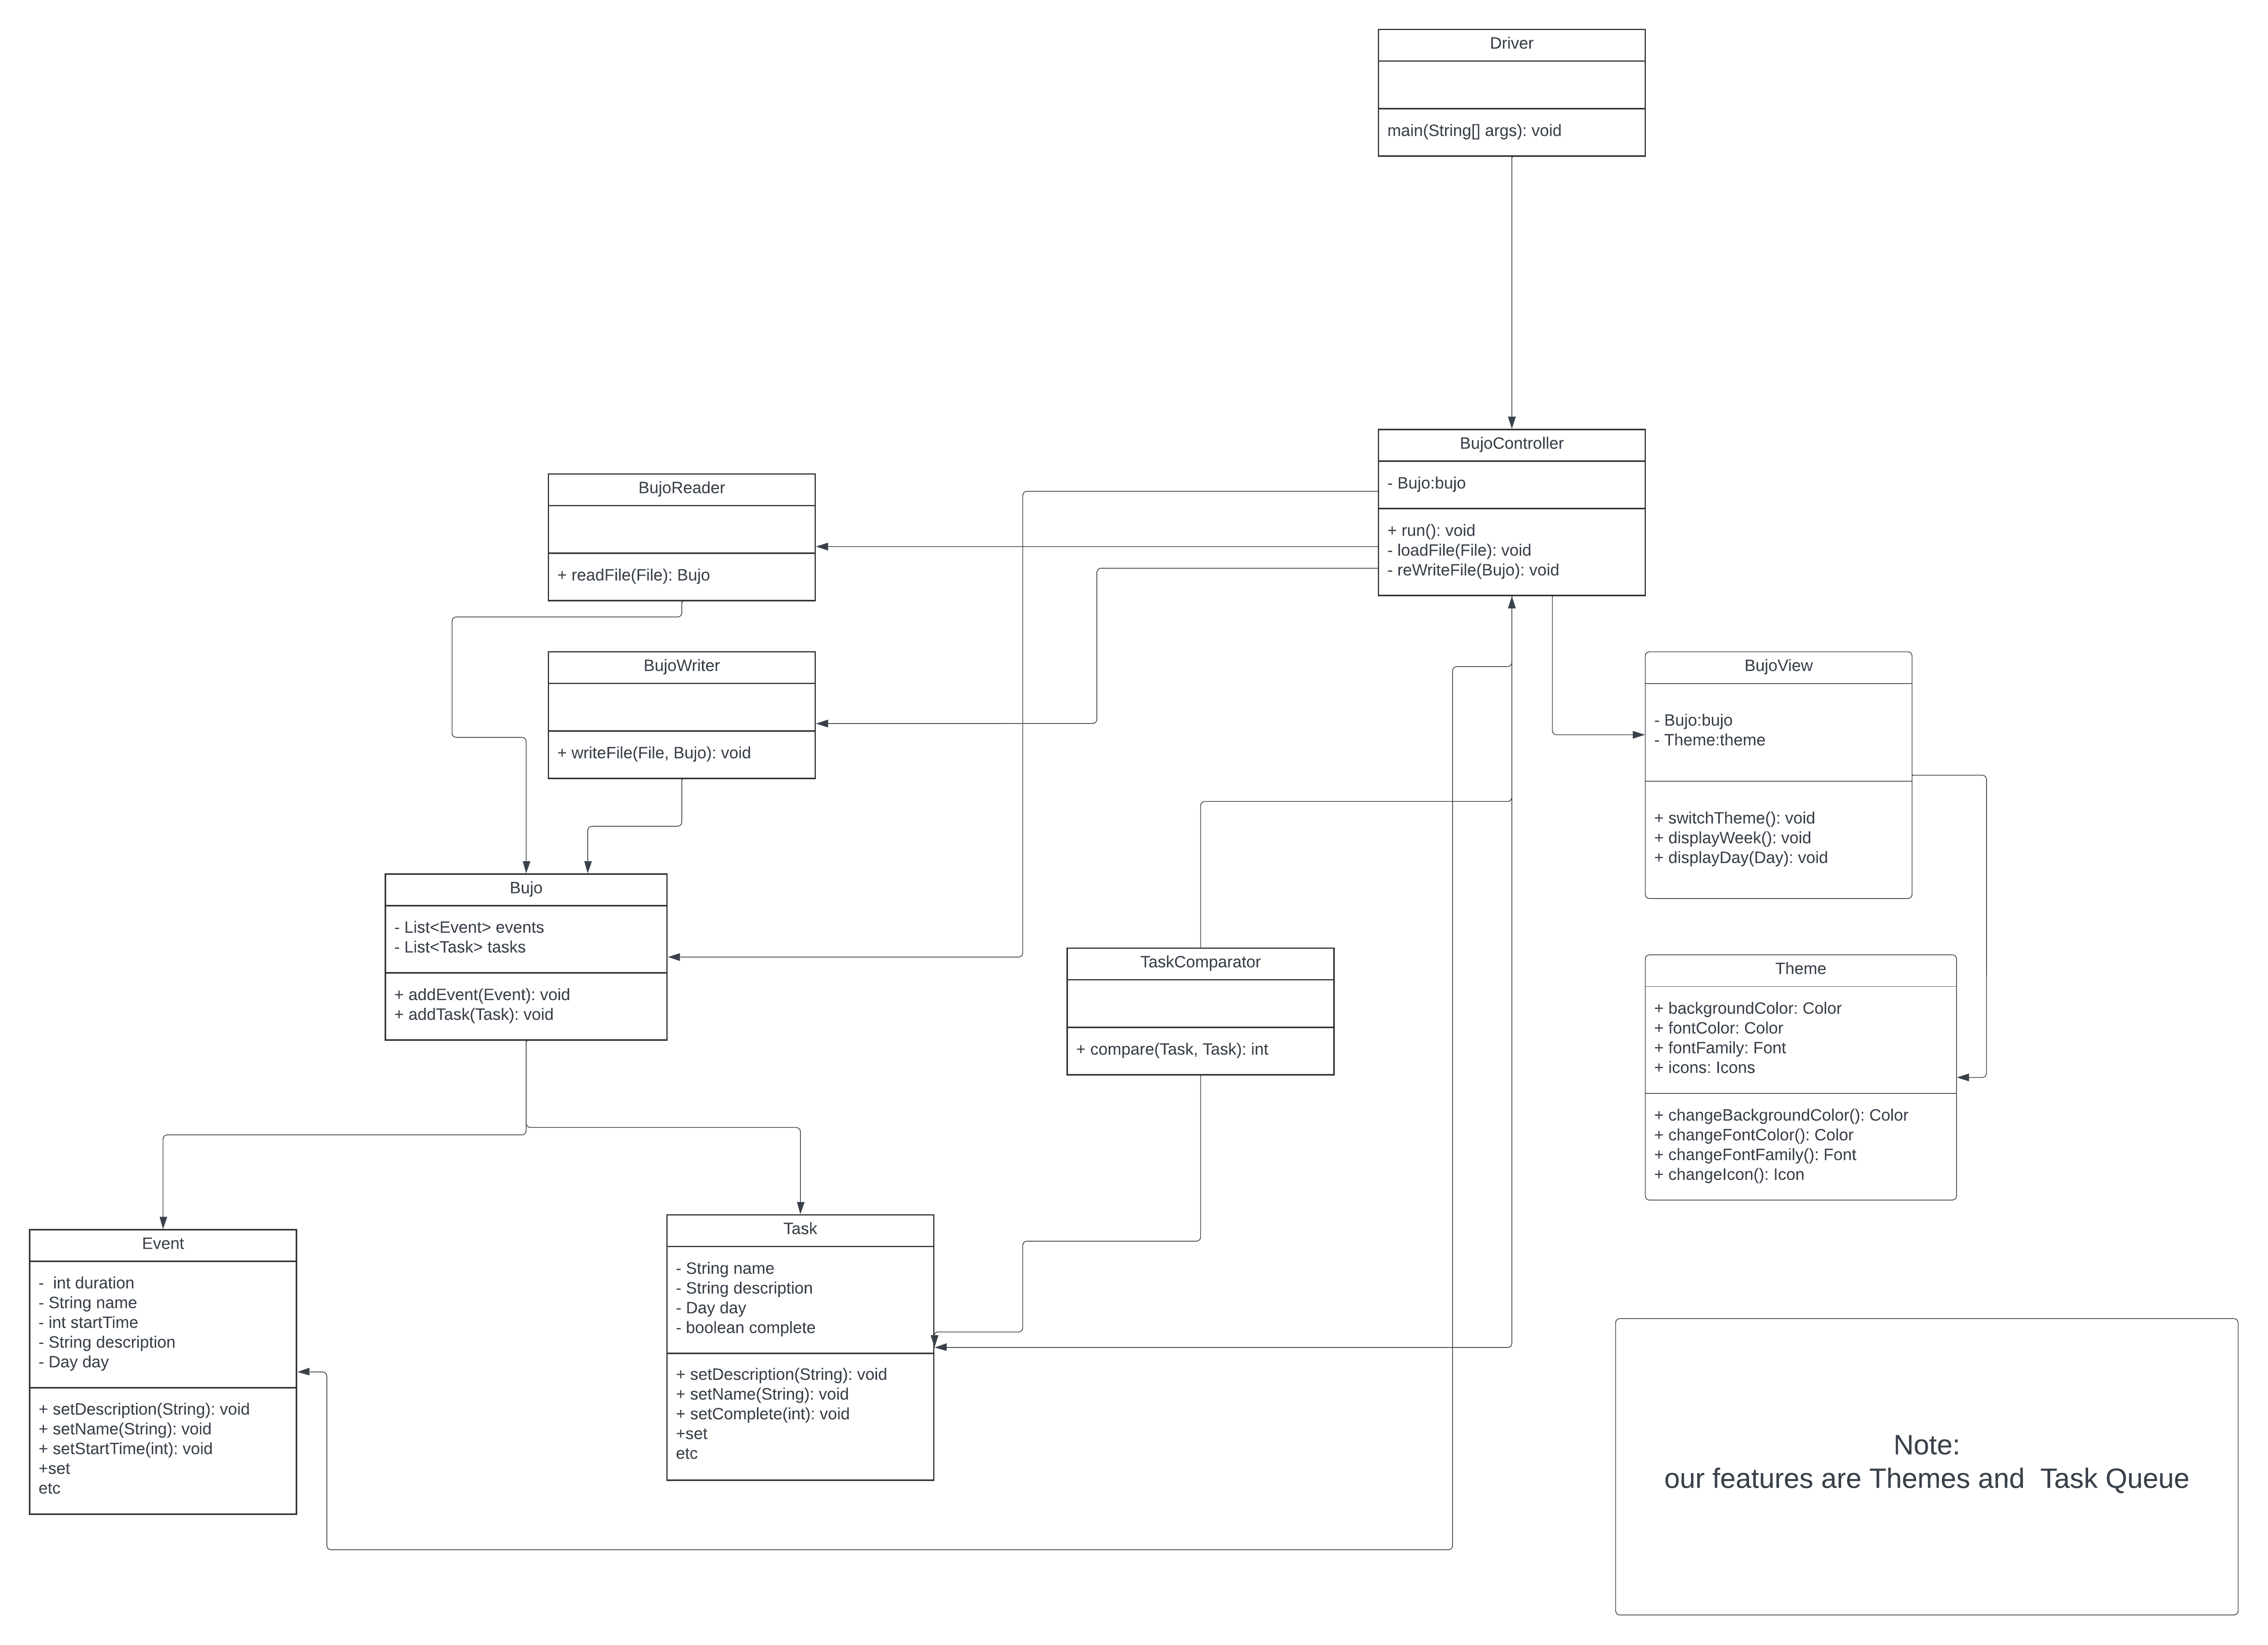 Driver
main(String[] args): void
BujoController
- Bujo:bujo
+ run(): void
- loadFile(File): void
- reWriteFile(Bujo): void
BujoReader
+ readFile(File): Bujo
BujoWriter
+ writeFile(File, Bujo): void
BujoView
- Bujo:bujo
- Theme:theme
+ switchTheme(): void
+ displayWeek(): void
+ displayDay(Day): void
Bujo
- List<Event> events
- List<Task> tasks
+ addEvent(Event): void
+ addTask(Task): void
TaskComparator
+ compare(Task, Task): int
Theme
+ backgroundColor: Color
+ fontColor: Color
+ fontFamily: Font
+ icons: Icons
+ changeBackgroundColor(): Color
+ changeFontColor(): Color
+ changeFontFamily(): Font
+ changeIcon(): Icon
Event
-  int duration
- String name
- int startTime
- String description
- Day day
+ setDescription(String): void
+ setName(String): void
+ setStartTime(int): void
+set
etc
Task
- String name
- String description
- Day day
- boolean complete
+ setDescription(String): void
+ setName(String): void
+ setComplete(int): void
+set
etc
Note:
our features are Themes and  Task Queue